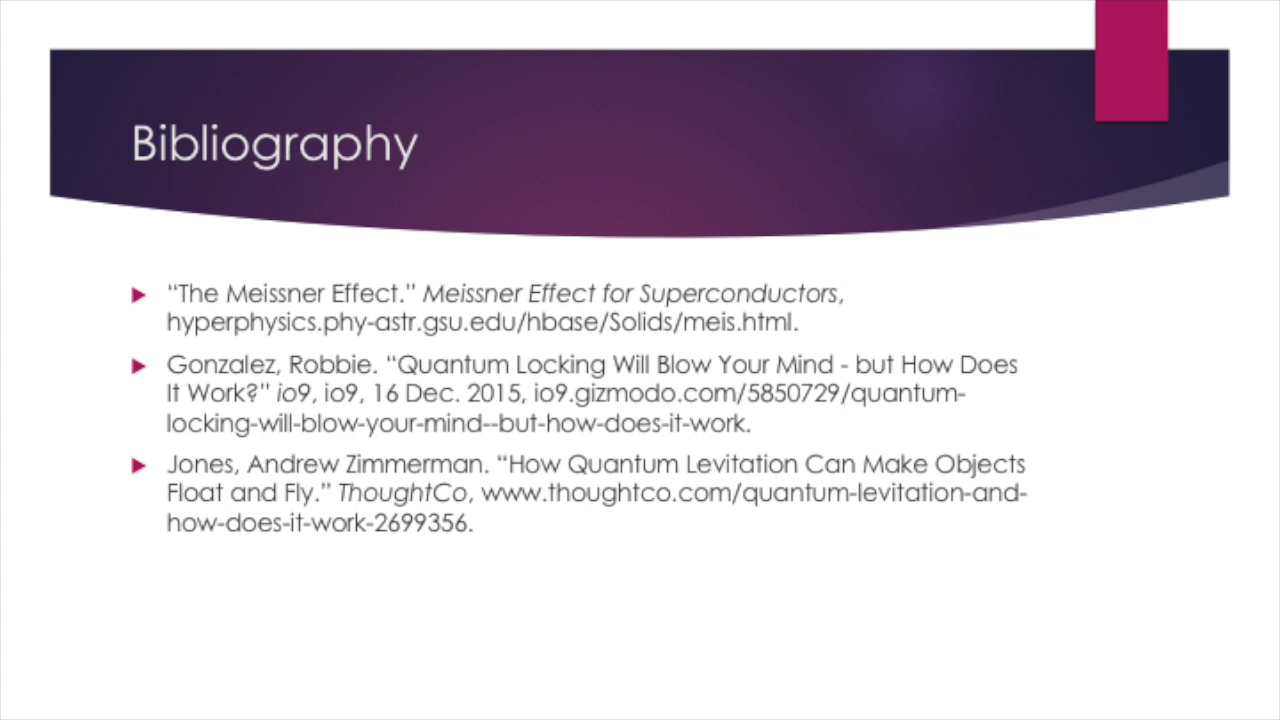 Bibliography
“The Meissner Effect.” Meissner Effect for Superconductors,
hyperphysics.phy-astr.gsu.edu/hbase/Solids/meis.html.
Gonzalez, Robbie. “Quantum Locking Will Blow Your Mind - but How Does
It Work?” io9, io9, 16 Dec. 2015, io9.gizmodo.com/5850729/quantum-
locking-will-blow-your-mind--but-how-does-it-work.
Jones, Andrew Zimmerman. “How Quantum Levitation Can Make Objects
Float and Fly.” ThoughtCo, www.thoughtco.com/quantum-levitation-and-
how-does-it-work-2699356.